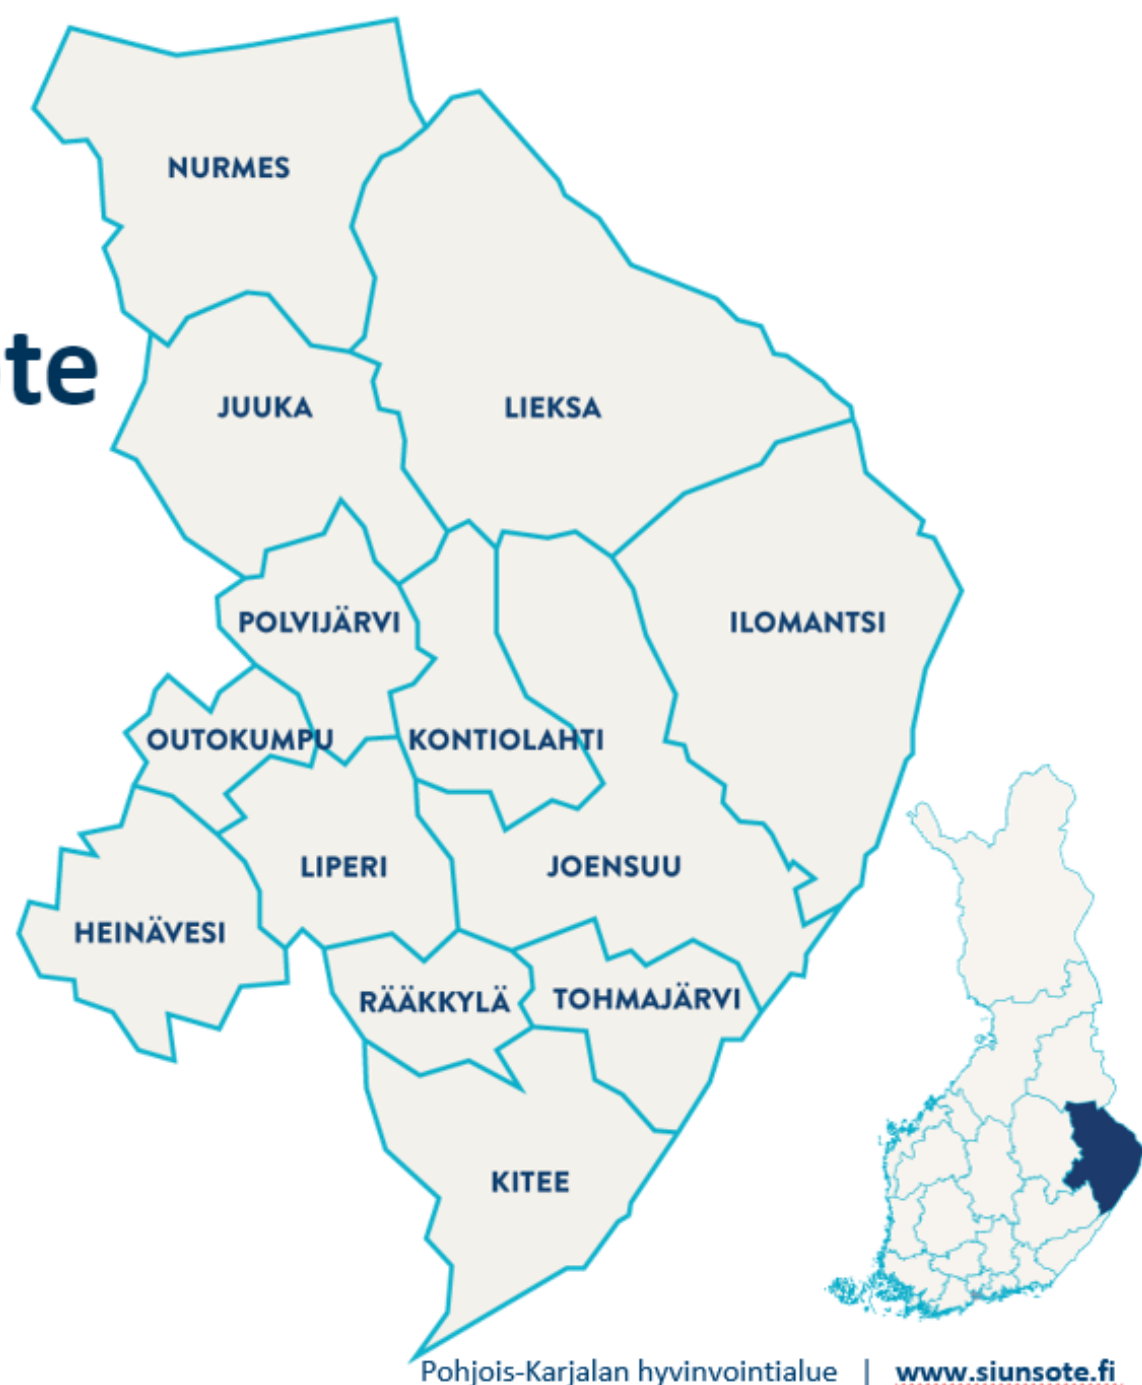 NURMES
te
JUUKA
LIEKSA
POLVIJÄRVI
ILOMANTSI
OUTOKUMPU
KONTIOLAHTI
LIPERI
JOENSUU
HEINÄVESI
RÄÄKKYLÄ
TOHMAJÄRVI
KITEE
Pohjois-Karjalan hyvinvointialue | www.siunsote.fi